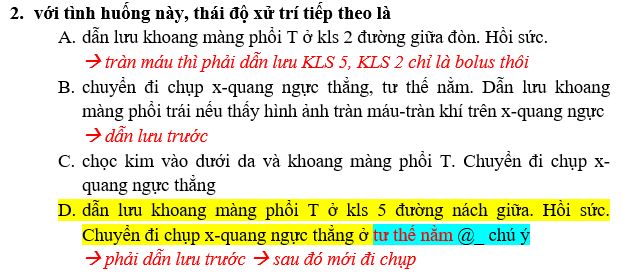 2. với tình huống này, thái độ xử trí tiếp theo là
A. dẫn lưu khoang màng phổi T ở kls 2 đường giữa đòn. Hồi sức.
→ tràn máu thì phải dẫn lưu KLS 5, KLS 2 chỉ là bolus thôi
B. chuyển đi chụp x-quang ngực thẳng, tư thế nằm. Dẫn lưu khoang
màng phổi trái nếu thấy hình ảnh tràn máu-tràn khí trên x-quang ngực
→ dẫn lưu trước
C. chọc kim vào dưới da và khoang màng phổi T. Chuyển đi chụp x-
quang ngực thẳng
D. dẫn lưu khoang màng phổi T ở kls 5 đường nách giữa. Hồi sức.
Chuyển đi chụp x-quang ngực thẳng ở tư thế nằm @_ chú ý
→ phải dẫn lưu trước → sau đó mới đi chụp